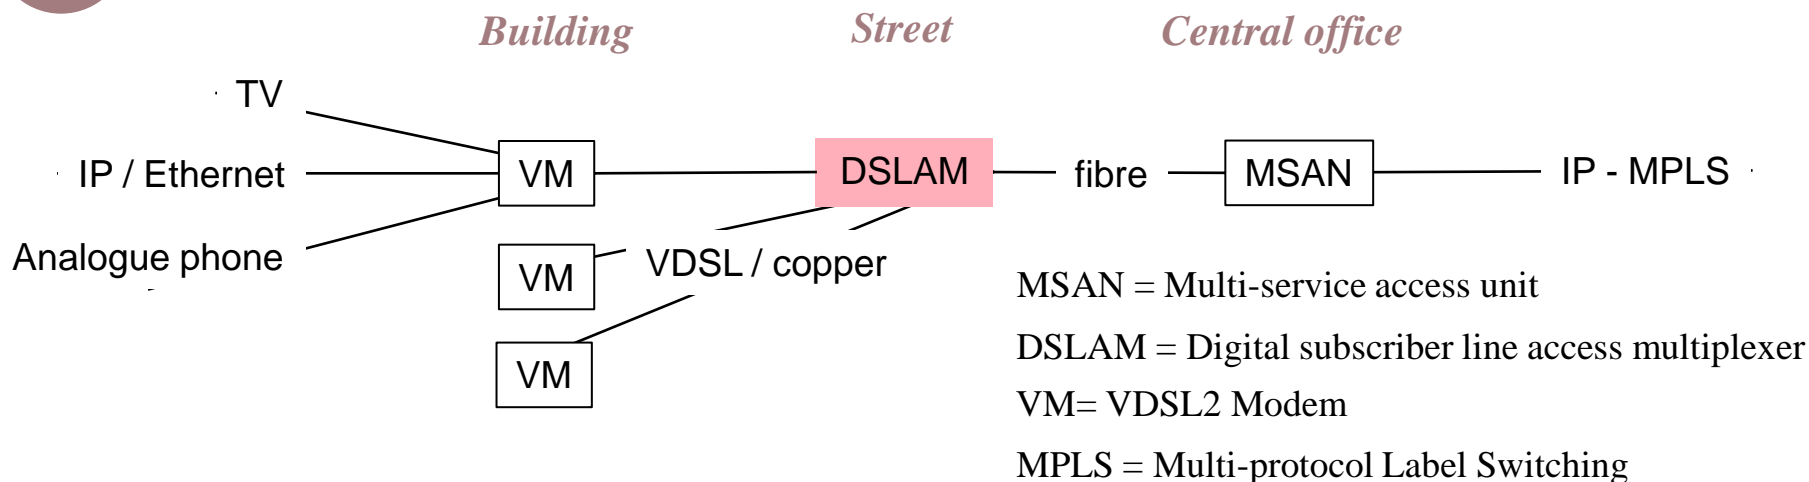 Building Street Central office
TV
IP / Ethernet VM DSLAM fibre MSAN IP - MPLS
Analogue phone VM VDSL / copper
VM
MSAN = Multi-service access unit
DSLAM = Digital subscriber line access multiplexer
VM= VDSL2 Modem
MPLS = Multi-protocol Label Switching